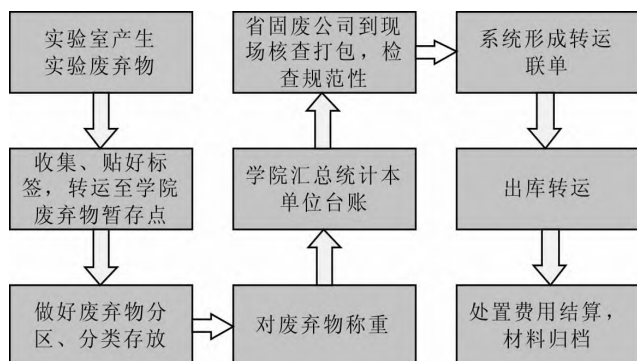 实验室产生
实验废弃物
收集、贴好标
签，转运至学院
废弃物暂存点
做好废弃物分
区、分类存放
对废弃物称重
学院汇总统计本
单位台账
省固废公司到现
场核查打包，检
查规范性
系统形成转运
联单
出库转运
处置费用结算，
材料归档